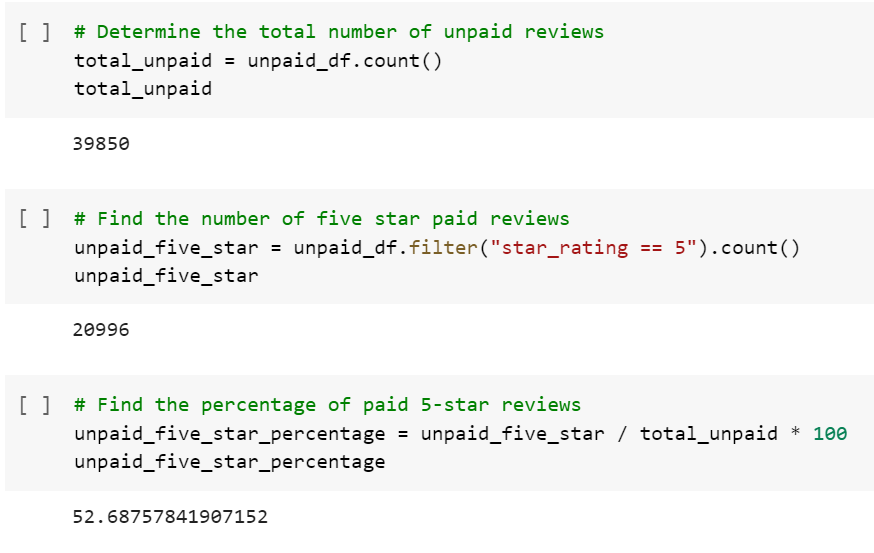 [ ] # Determine the total number of unpaid reviews
total_unpaid = unpaid_df.count()
total_unpaid
39850
[ ] # Find the number of five star paid reviews
unpaid_five_star = unpaid_df.filter("star_rating == 5").count()
unpaid_five_star
20996
[ ] # Find the percentage of paid 5-star reviews
unpaid_five_star_percentage = unpaid_five_star / total_unpaid * 100
unpaid_five_star_percentage
52.68757841907152